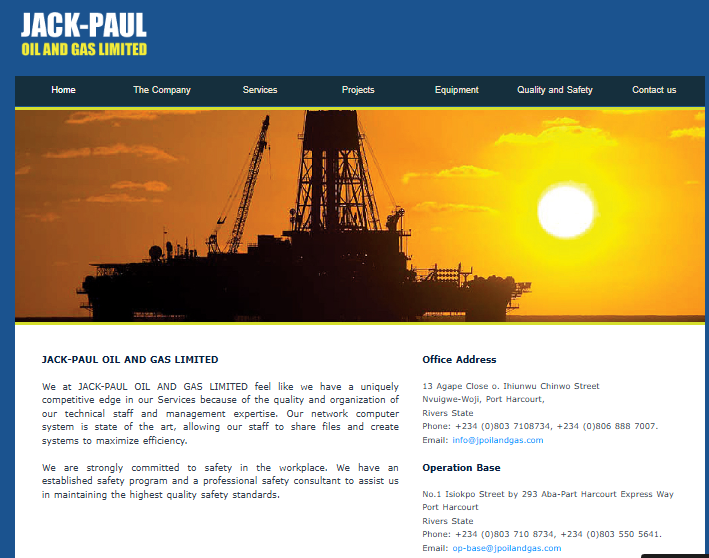 JACK-PAUL
OIL AND GAS LIMITED
Home The Company Services Projects Equipment Quality and Safety Contact us
JACK-PAUL OIL AND GAS LIMITED
We at JACK-PAUL OIL AND GAS LIMITED feel like we have a uniquely
competitive edge in our Services because of the quality and organization of
our technical staff and management expertise. Our network computer
system is state of the art, allowing our staff to share files and create
systems to maximize efficiency.
We are strongly committed to safety in the workplace. We have an
established safety program and a professional safety consultant to assist us
in maintaining the highest quality safety standards.
Office Address
13 Agape Close o. Ihiunwu Chinwo Street
Nvuigwe-Woji, Port Harcourt,
Rivers State
Phone: +234 (0)803 7108734, +234 (0)806 888 7007.
Email: info@jpoilandgas.com
Operation Base
No.1 Isiokpo Street by 293 Aba-Part Harcourt Express Way
Port Harcourt
Rivers State
Phone: +234 (0)803 710 8734, +234 (0)803 550 5641.
Email: op-base@jpoilandgas.com